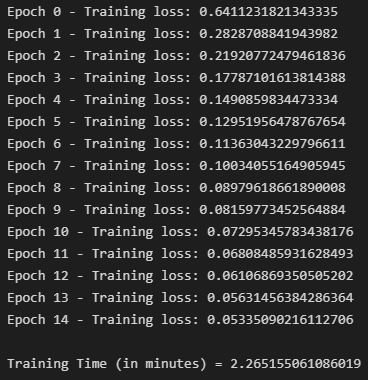 Epoch 0 - Training loss: 0.6411231821343335
Epoch 1 - Training loss: 0.2828708841943982
Epoch 2 - Training loss: 0.21920772479461836
Epoch 3 - Training loss: 0.17787101613814388
Epoch 4 - Training loss: 0.1490859834473334
Epoch 5 - Training loss: 0.12951956478767654
Epoch 6 - Training loss: 0.11363043229796611
Epoch 7 - Training loss: 0.10034055164905945
Epoch 8 - Training loss: 0.08979618661890008
Epoch 9 - Training loss: 0.08159773452564884
Epoch 10 - Training loss: 0.07295345783438176
Epoch 11 - Training loss: 0.06808485931628493
Epoch 12 - Training loss: 0.06106869350505202
Epoch 13 - Training loss: 0.05631456384286364
Epoch 14 - Training loss: 0.05335090216112706
Training Time (in minutes) = 2.265155061086019